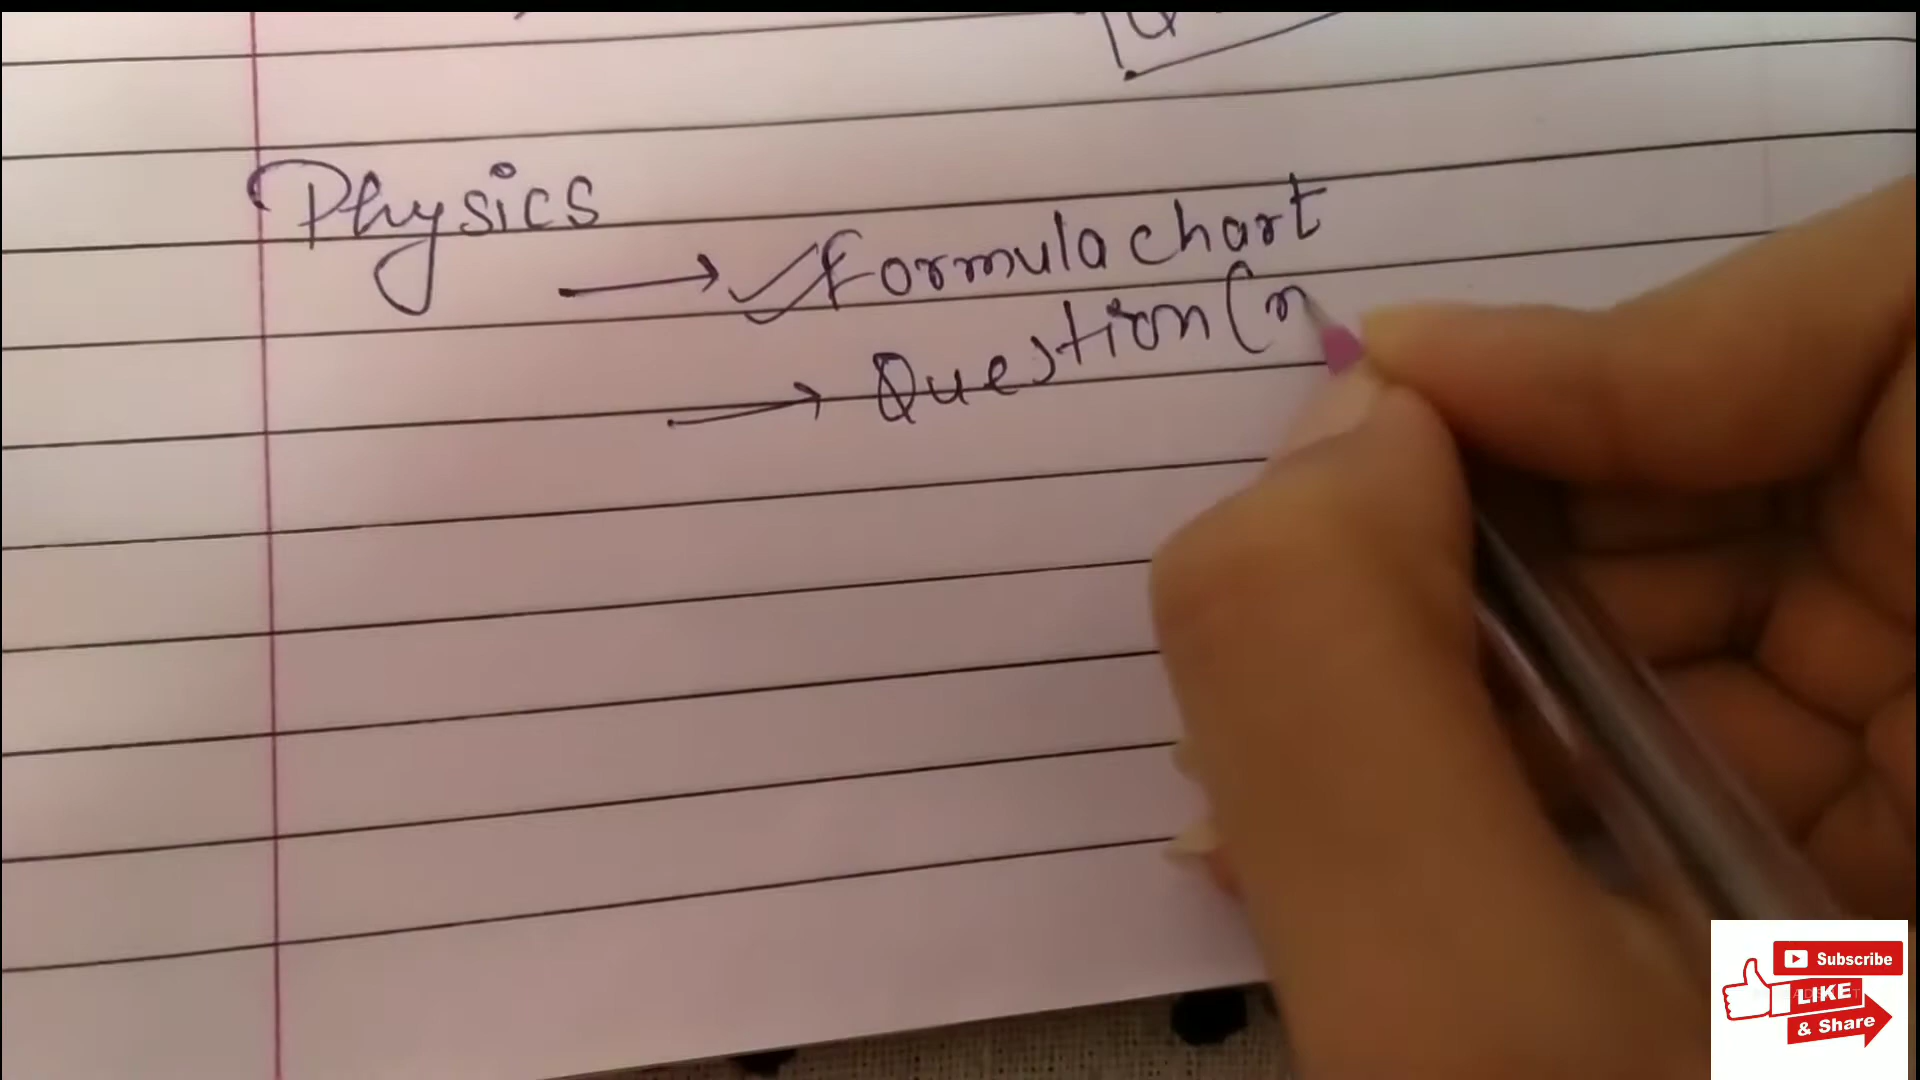 Physics
→ ✓ Formula chart
→ Question (n
Subscribe
LIKE
& Share